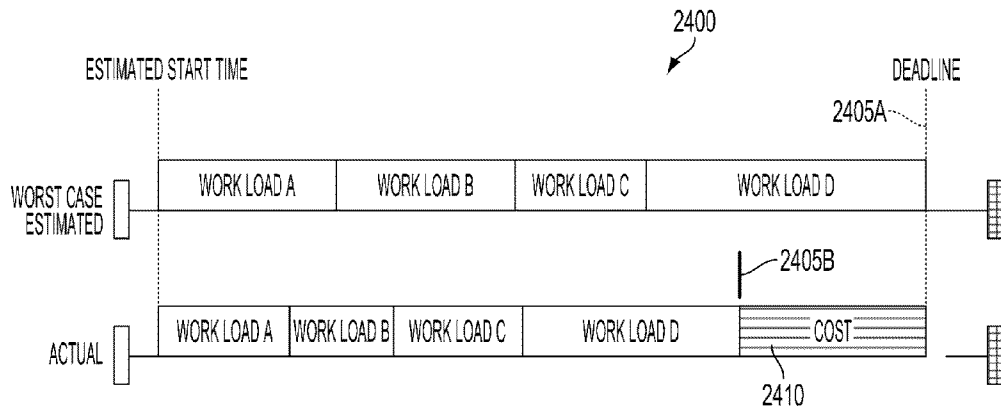 2400
ESTIMATED START TIME
DEADLINE
2405A
WORST CASE
ESTIMATED
WORK LOAD A
WORK LOAD B
WORK LOAD C
WORK LOAD D
2405B
ACTUAL
WORK LOAD A
WORK LOAD B
WORK LOAD C
WORK LOAD D
COST
2410